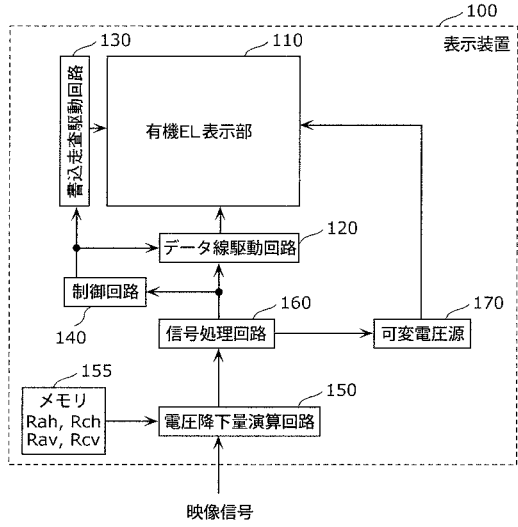 100
130
110
表示装置
書込走査駆動回路
有機EL表示部
120
データ線駆動回路
制御回路
140
160
170
信号処理回路
可変電圧源
155
150
メモリ
Rah, Rch
Rav, Rcv
電圧降下量演算回路
映像信号